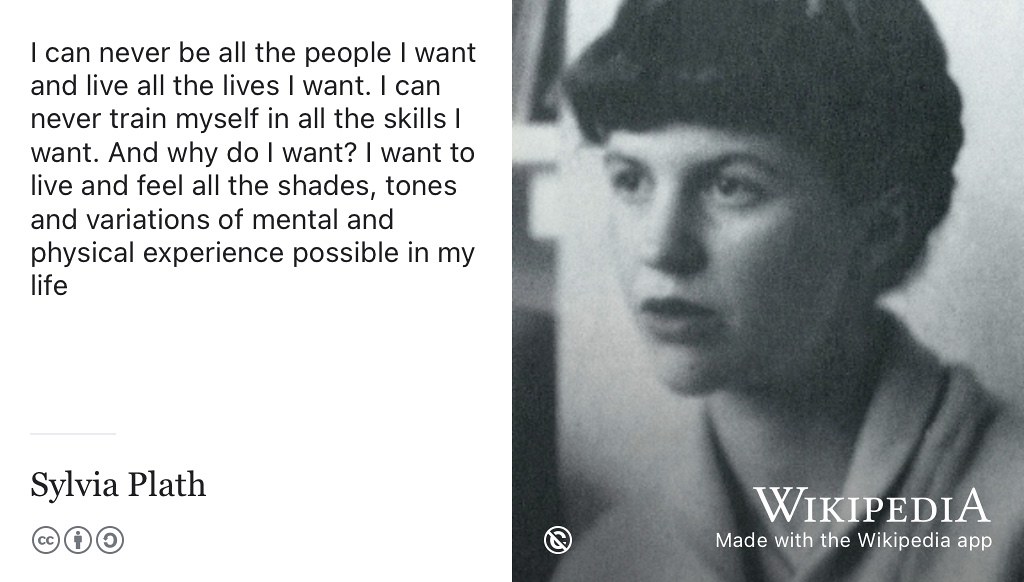 I can never be all the people I want
and live all the lives I want. I can
never train myself in all the skills I
want. And why do I want? I want to
live and feel all the shades, tones
and variations of mental and
physical experience possible in my
life
Sylvia Plath
cc
WIKIPEDIA
Made with the Wikipedia app